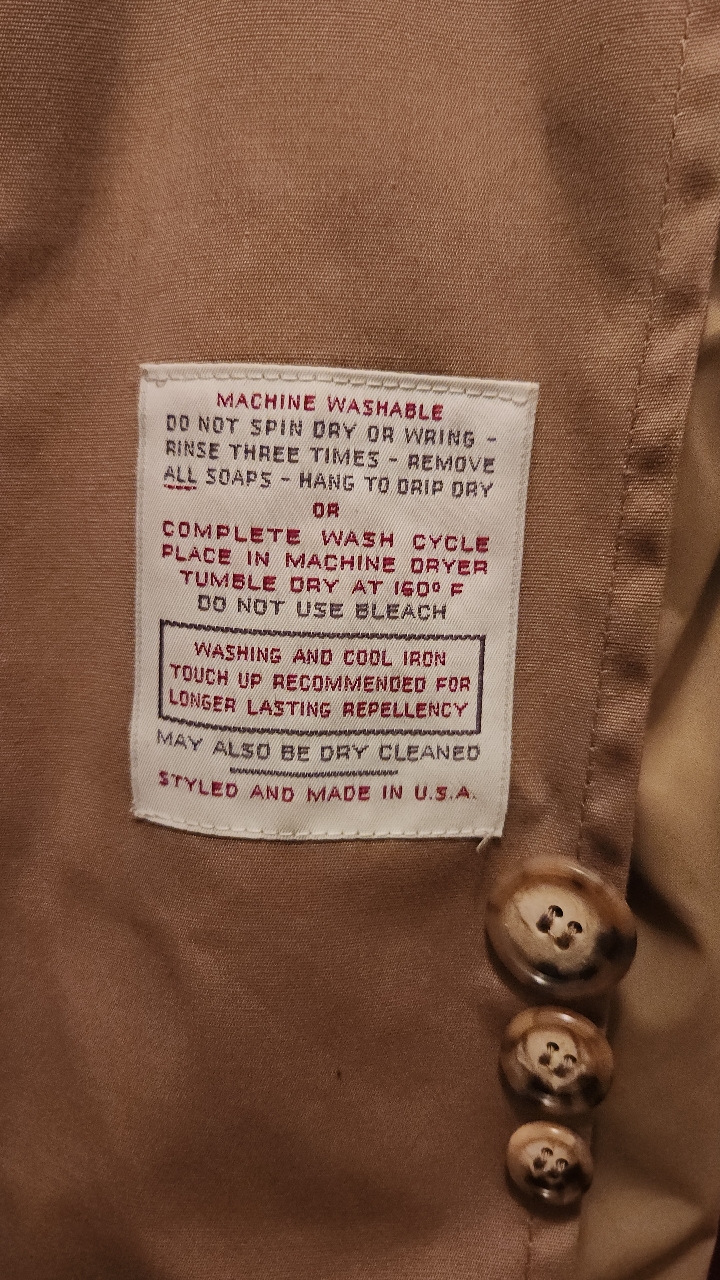 MACHINE WASHABLE
DO NOT SPIN DRY OR WRING -
RINSE THREE TIMES - REMOVE
ALL SOAPS - HANG TO DRIP DRY
OR
COMPLETE WASH CYCLE
PLACE IN MACHINE DRYER
TUMBLE DRY AT 160° F
DO NOT USE BLEACH
WASHING AND COOL IRON
TOUCH UP RECOMMENDED FOR
LONGER LASTING REPELLENCY
MAY ALSO BE DRY CLEANED
STYLED AND MADE IN U.S.A.